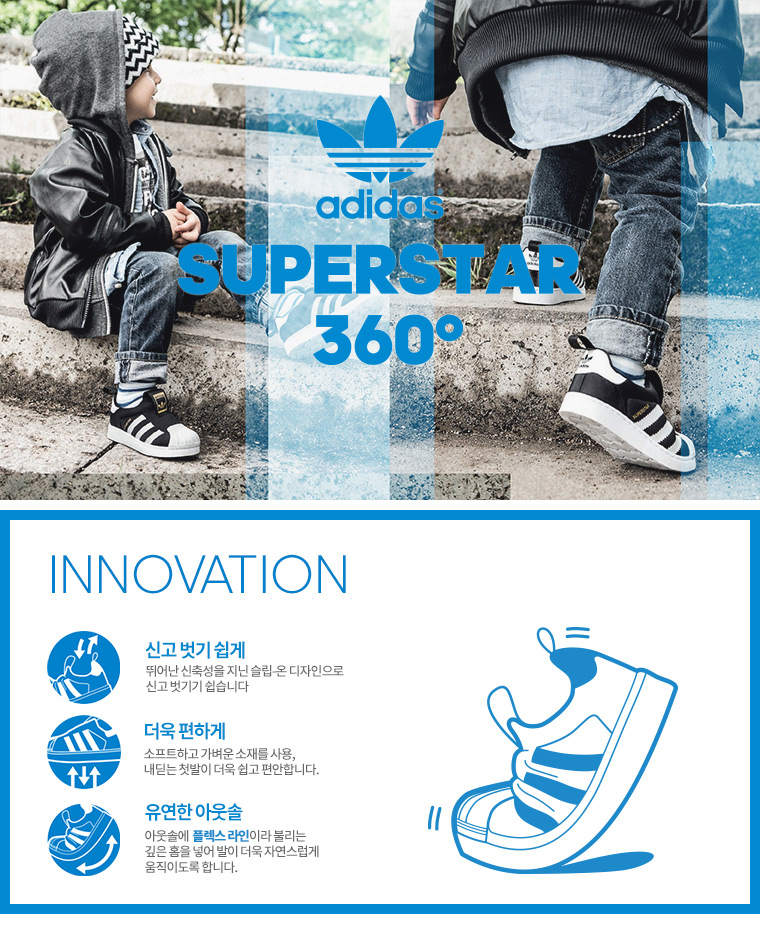 adidas
SUPERSTAR
360°
SUPERSTAR
INNOVATION
신고 벗기 쉽게
뛰어난 신축성을 지닌 슬립-온 디자인으로
신고 벗기기 쉽습니다
더욱 편하게
소프트하고 가벼운 소재를 사용,
내딛는 첫발이 더욱 쉽고 편안합니다.
유연한 아웃솔
아웃솔에 플렉스 라인이라 불리는
깊은 홈을 넣어 발이 더욱 자연스럽게
움직이도록 합니다.